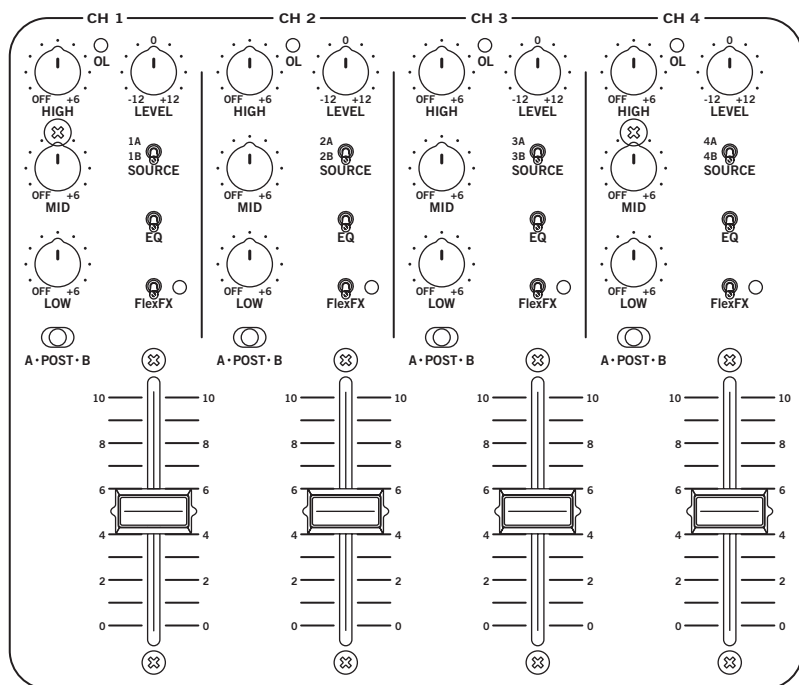 CH 1 CH 2 CH 3 CH 4
0 0 0 0
OL OL OL OL
OFF +6 -12 +12 OFF +6 -12 +12 OFF +6 -12 +12 OFF +6 -12 +12
HIGH LEVEL HIGH LEVEL HIGH LEVEL HIGH LEVEL
1A 2A 3A 4A
1B 2B 3B 4B
SOURCE SOURCE SOURCE SOURCE
OFF +6 OFF +6 OFF +6 OFF +6
MID MID MID MID
EQ EQ EQ EQ
OFF +6 OFF +6 OFF +6 OFF +6
LOW FlexFX LOW FlexFX LOW FlexFX LOW FlexFX
A•POST•B A•POST•B A•POST•B A•POST•B
10 10 10 10 10 10 10 10
8 8 8 8 8 8 8 8
6 6 6 6 6 6 6 6
4 4 4 4 4 4 4 4
2 2 2 2 2 2 2 2
0 0 0 0 0 0 0 0